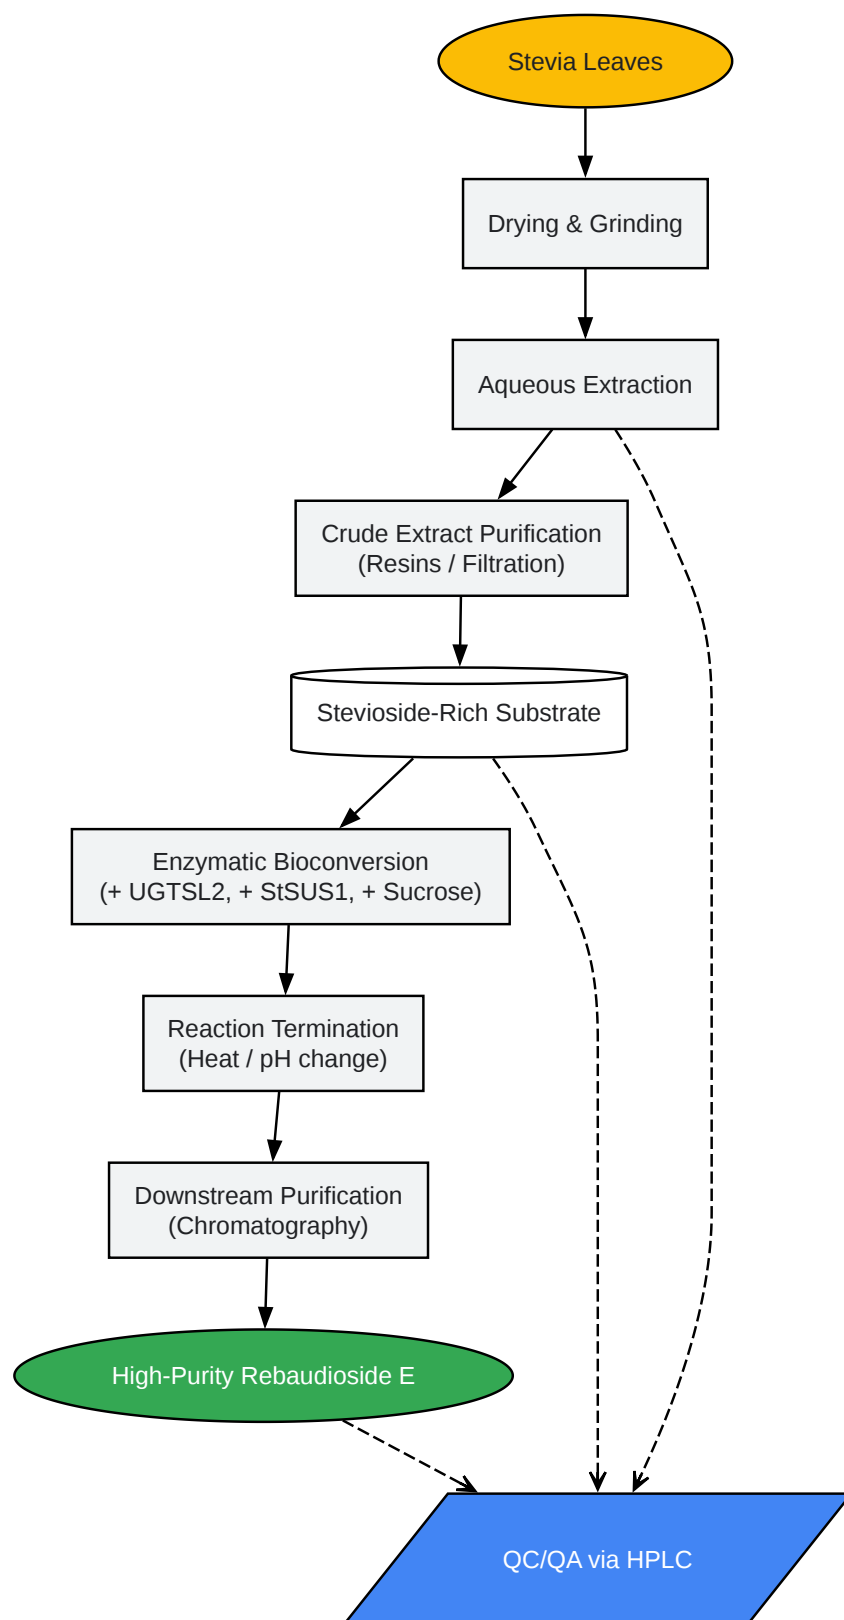 Stevia Leaves
Drying & Grinding
Aqueous Extraction
Crude Extract Purification
(Resins / Filtration)
Stevioside-Rich Substrate
Enzymatic Bioconversion
(+ UGTSL2, + StSUS1, + Sucrose)
Reaction Termination
(Heat / pH change)
Downstream Purification
(Chromatography)
High-Purity Rebaudioside E
QC/QA via HPLC